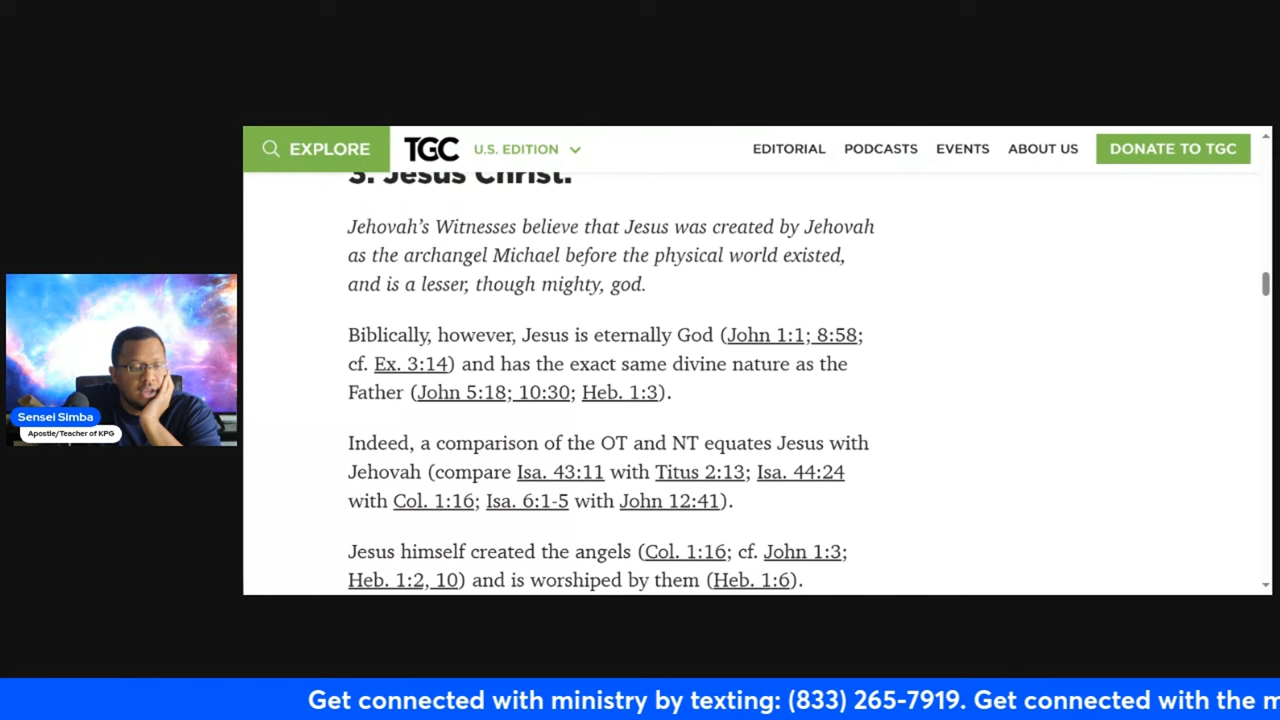 EXPLORE
TGC
U.S. EDITION
EDITORIAL
PODCASTS
EVENTS
ABOUT US
DONATE TO TGC
3. Jesus Christ.
Jehovah's Witnesses believe that Jesus was created by Jehovah
as the archangel Michael before the physical world existed,
and is a lesser, though mighty, god.
Biblically, however, Jesus is eternally God (John 1:1; 8:58;
cf. Ex. 3:14) and has the exact same divine nature as the
Father (John 5:18; 10:30; Heb. 1:3).
Indeed, a comparison of the OT and NT equates Jesus with
Jehovah (compare Isa. 43:11 with Titus 2:13; Isa. 44:24
with Col. 1:16; Isa. 6:1-5 with John 12:41).
Jesus himself created the angels (Col. 1:16; cf. John 1:3;
Heb. 1:2, 10) and is worshiped by them (Heb. 1:6).
Sensei Simba
Apostle/Teacher of KPG
Get connected with ministry by texting: (833) 265-7919. Get connected with the m